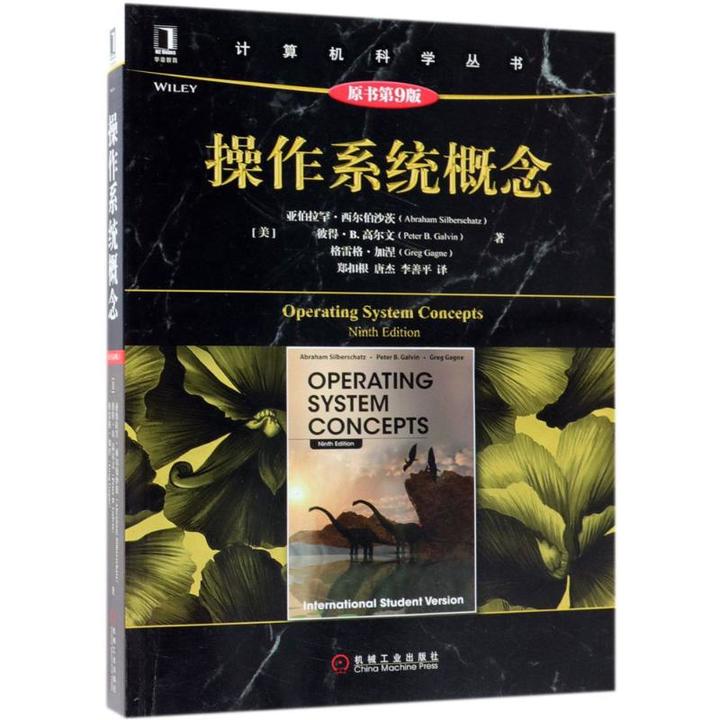 华章教育
计算机科学丛书
WILEY
原书第9版
操作系统概念
亚伯拉罕·西尔伯沙茨(Abraham Silberschatz)
[美] 彼得·B.高尔文(Peter B. Galvin) 著
格雷格·加涅(Greg Gagne)
郑扣根 唐杰 李善平 译
Operating System Concepts
Ninth Edition
Abraham Silberschatz • Peter B. Galvin • Greg Gagne
OPERATING
SYSTEM
CONCEPTS
Ninth Edition
International Student Version
机械工业出版社
China Machine Press
操作系统概念